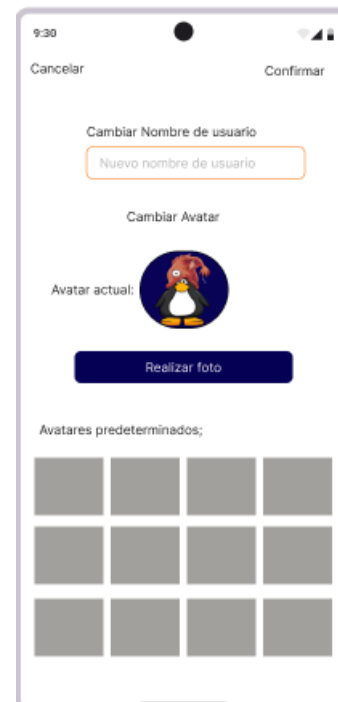 9:30
Cancelar
Confirmar
Cambiar Nombre de usuario
Nuevo nombre de usuario
Cambiar Avatar
Avatar actual:
Realizar foto
Avatares predeterminados;